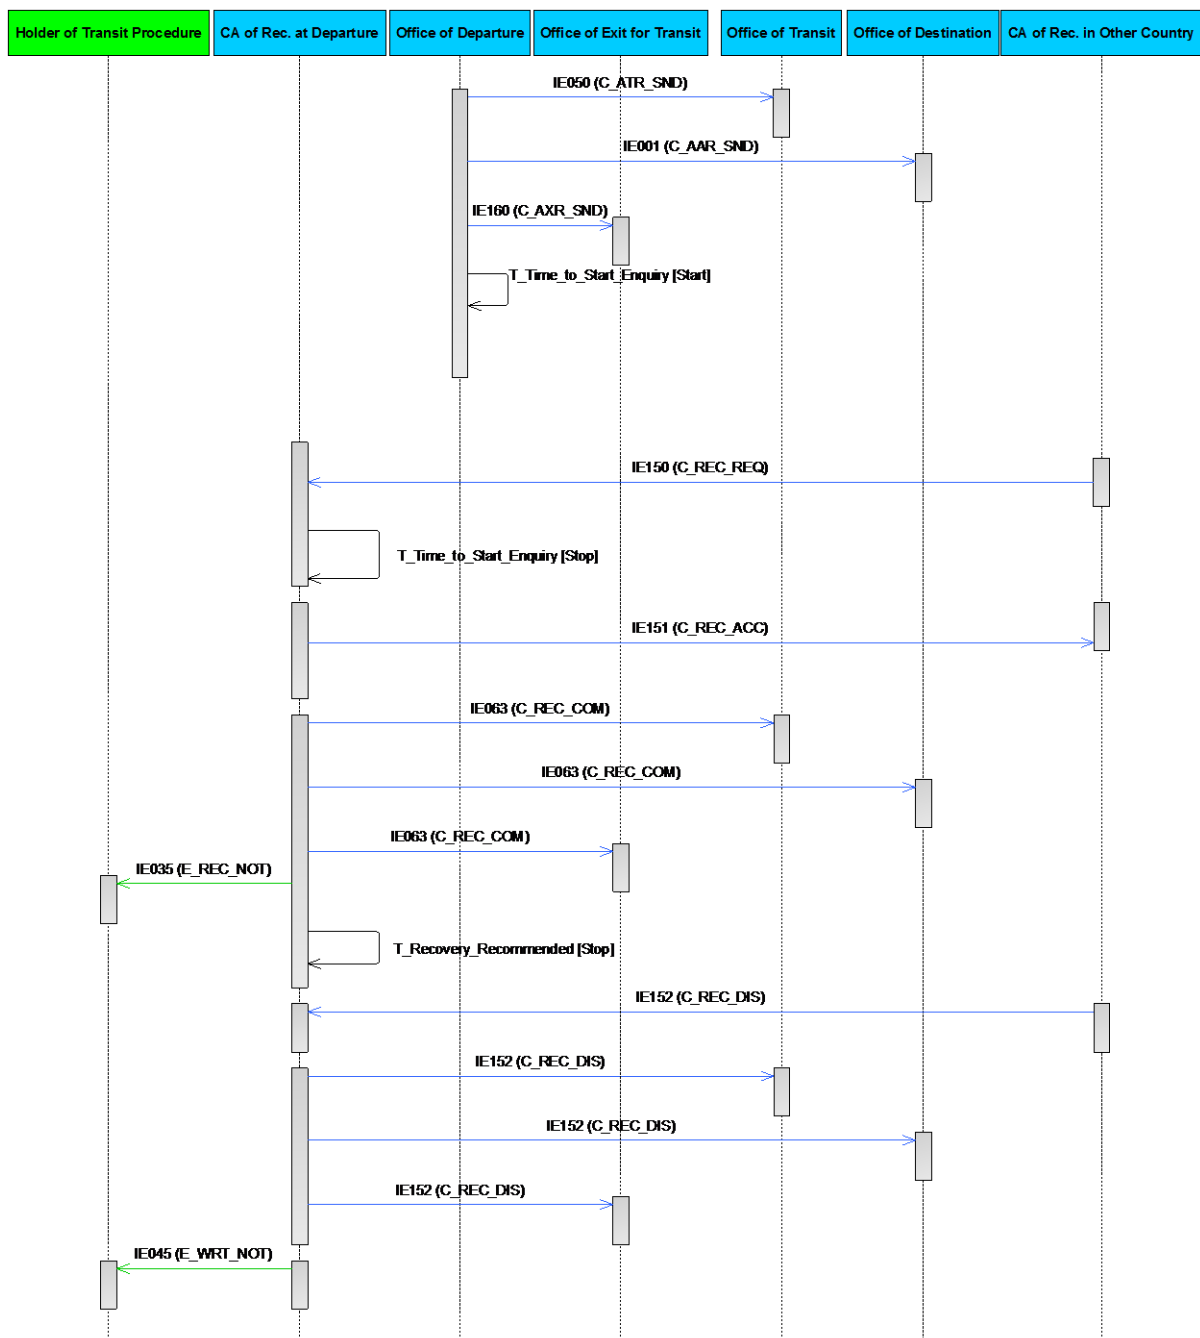 Holder of Transit Procedure
CA of Rec. at Departure
Office of Departure
Office of Exit for Transit
Office of Transit
Office of Destination
CA of Rec. in Other Country
IE050 (C_ATR_SND)
IE001 (C_AAR_SND)
IE160 (C_AXR_SND)
T_Time_to_Start_Enquiry [Start]
IE150 (C_REC_REQ)
T_Time_to_Start_Enquiry [Stop]
IE151 (C_REC_ACC)
IE063 (C_REC_COM)
IE063 (C_REC_COM)
IE063 (C_REC_COM)
IE035 (E_REC_NOT)
T_Recovery_Recommended [Stop]
IE152 (C_REC_DIS)
IE152 (C_REC_DIS)
IE152 (C_REC_DIS)
IE152 (C_REC_DIS)
IE045 (E_WRT_NOT)